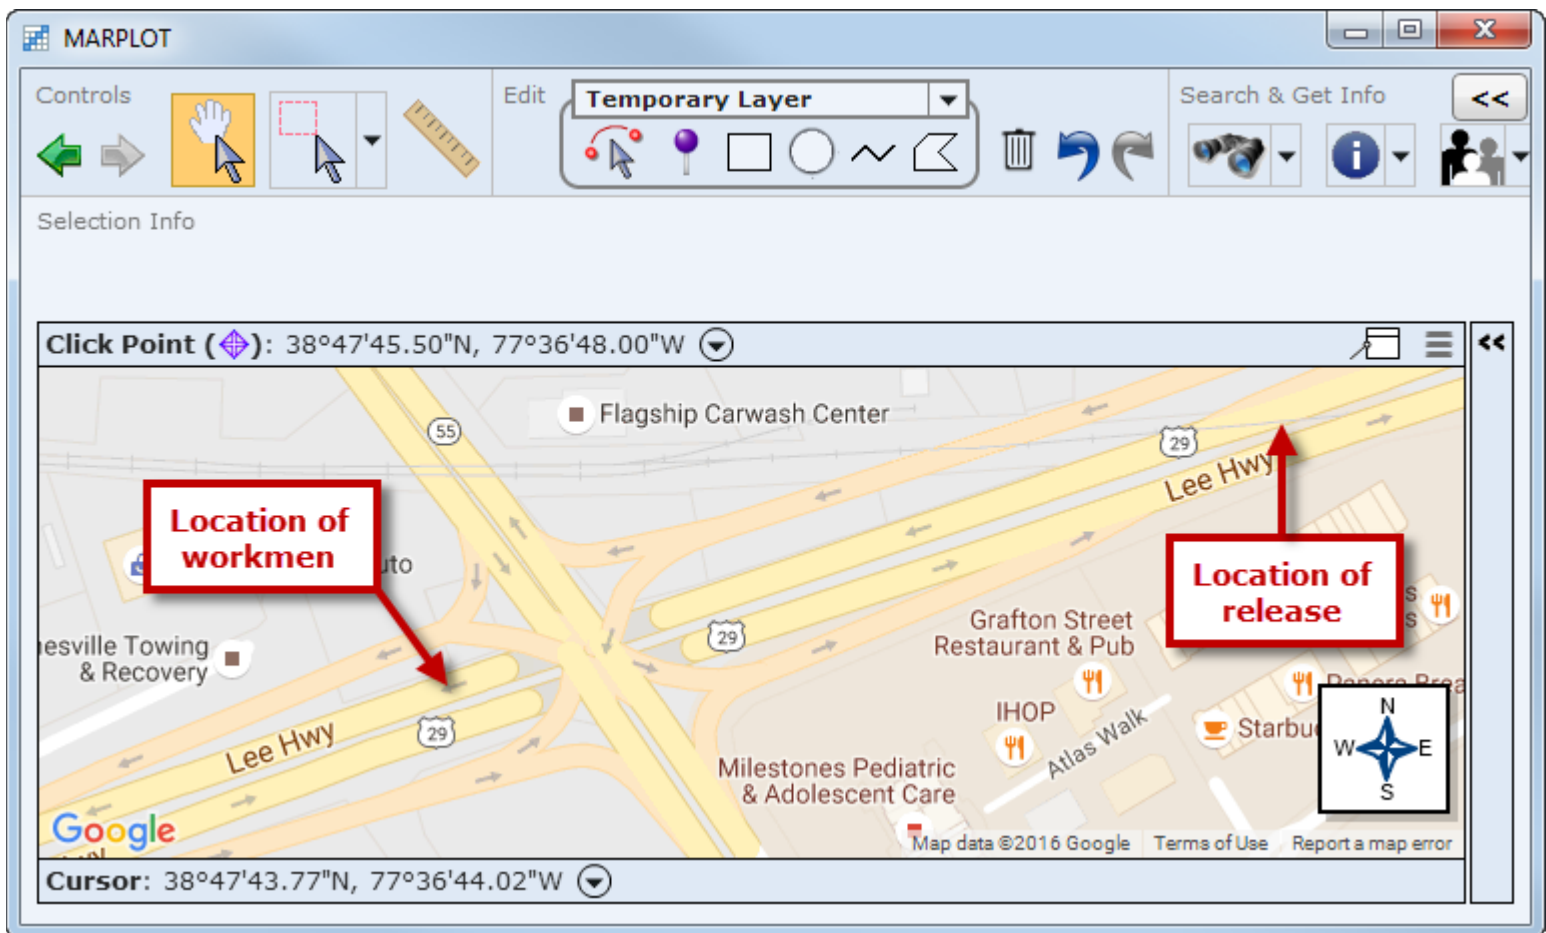 MARPLOT
Controls
Edit
Temporary Layer
Search & Get Info
<<
Selection Info
Click Point ( ): 38°47'45.50"N, 77°36'48.00"W
<<
Flagship Carwash Center
55
29
Lee Hwy
Location of
workmen
uto
Location of
release
s
s
Grafton Street
Restaurant & Pub
29
esville Towing
& Recovery
IHOP
Atlas Walk
Starbu
N
W E
S
29
Lee Hwy
Milestones Pediatric
& Adolescent Care
Google
Map data ©2016 Google Terms of Use Report a map error
Cursor: 38°47'43.77"N, 77°36'44.02"W